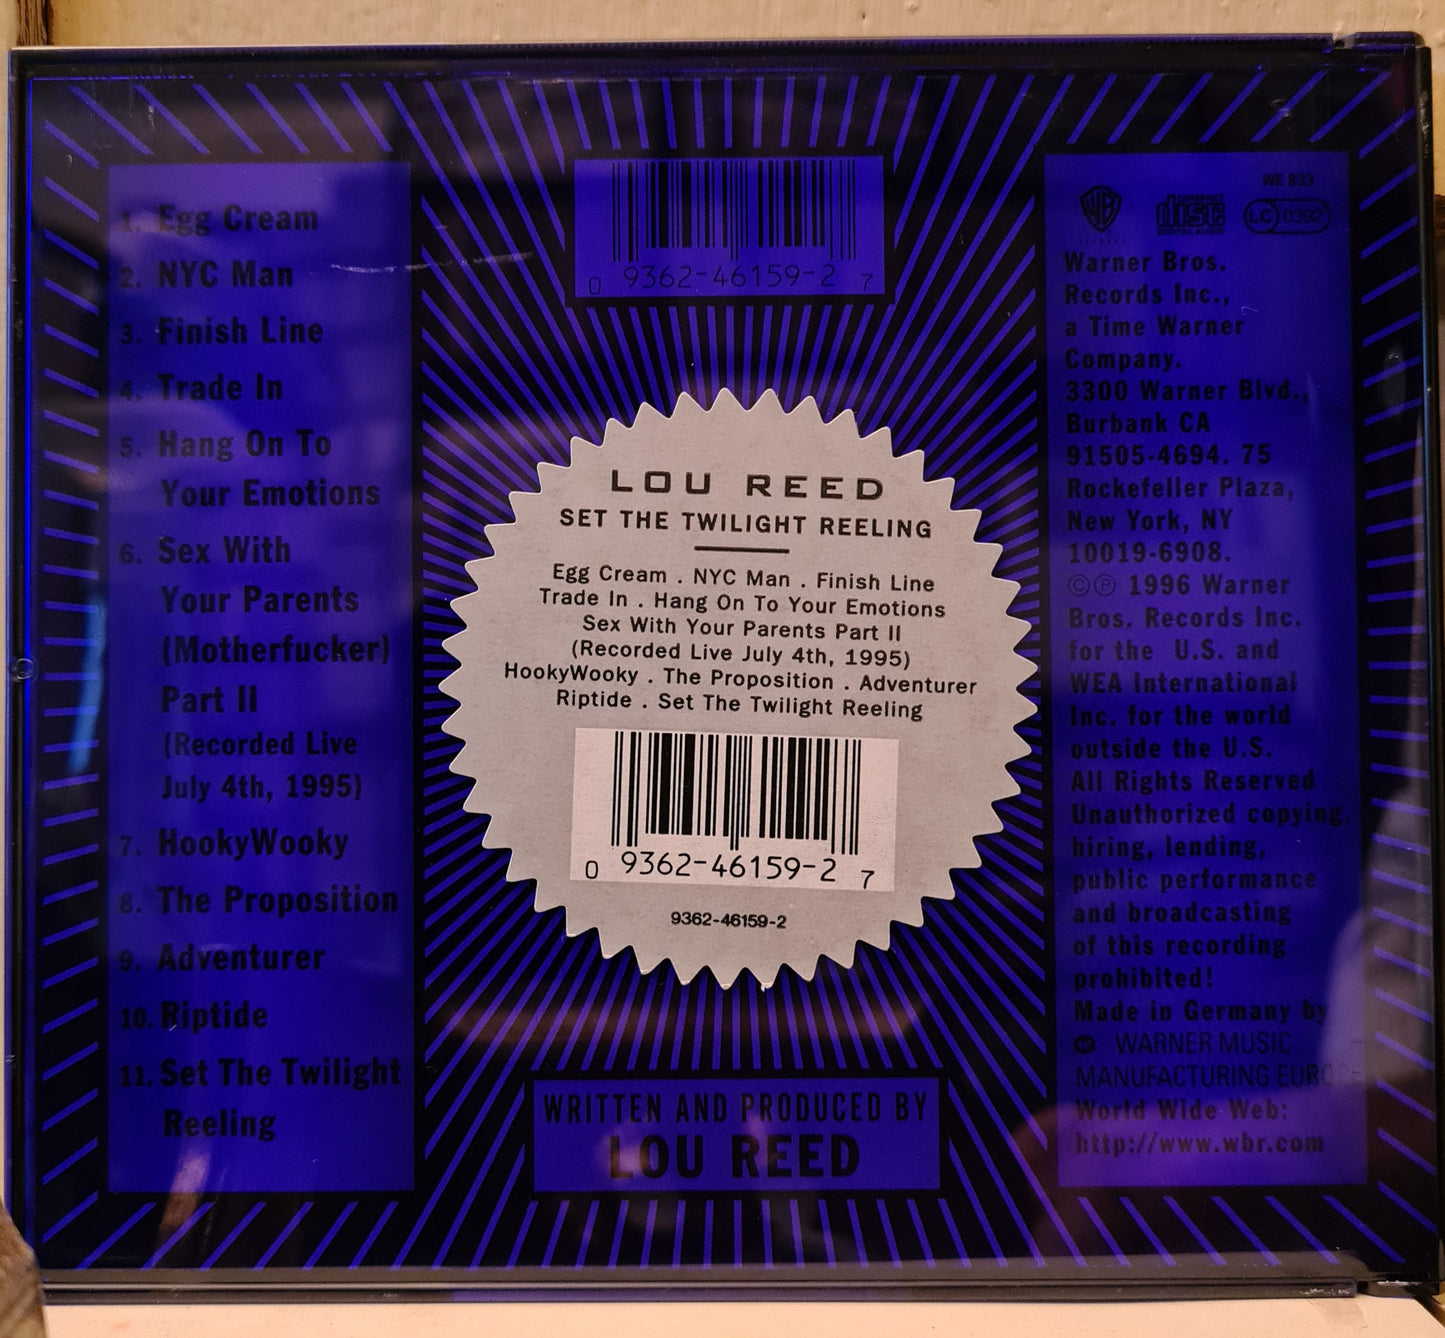 1. Egg Cream
2. NYC Man
3. Finish Line
4. Trade In
5. Hang On To
Your Emotions
6. Sex With
Your Parents
(Motherfucker)
Part II
(Recorded Live
July 4th, 1995)
7. HookyWooky
8. The Proposition
9. Adventurer
10. Riptide
11. Set The Twilight
Reeling
0 9362-46159-2 7
LOU REED
SET THE TWILIGHT REELING
Egg Cream . NYC Man . Finish Line
Trade In . Hang On To Your Emotions
Sex With Your Parents Part II
(Recorded Live July 4th, 1995)
HookyWooky . The Proposition . Adventurer
Riptide . Set The Twilight Reeling
0 9362-46159-2 7
9362-46159-2
WRITTEN AND PRODUCED BY
LOU REED
WE 833
WB COMPACT disc LC 0392
DIGITAL AUDIO
Warner Bros.
Records Inc.,
a Time Warner
Company.
3300 Warner Blvd.,
Burbank CA
91505-4694. 75
Rockefeller Plaza,
New York, NY
10019-6908.
©℗ 1996 Warner
Bros. Records Inc.
for the U.S. and
WEA International
Inc. for the world
outside the U.S.
All Rights Reserved
Unauthorized copying,
hiring, lending,
public performance
and broadcasting
of this recording
prohibited!
Made in Germany by
WARNER MUSIC
MANUFACTURING EUROPE
World Wide Web:
http://www.wbr.com